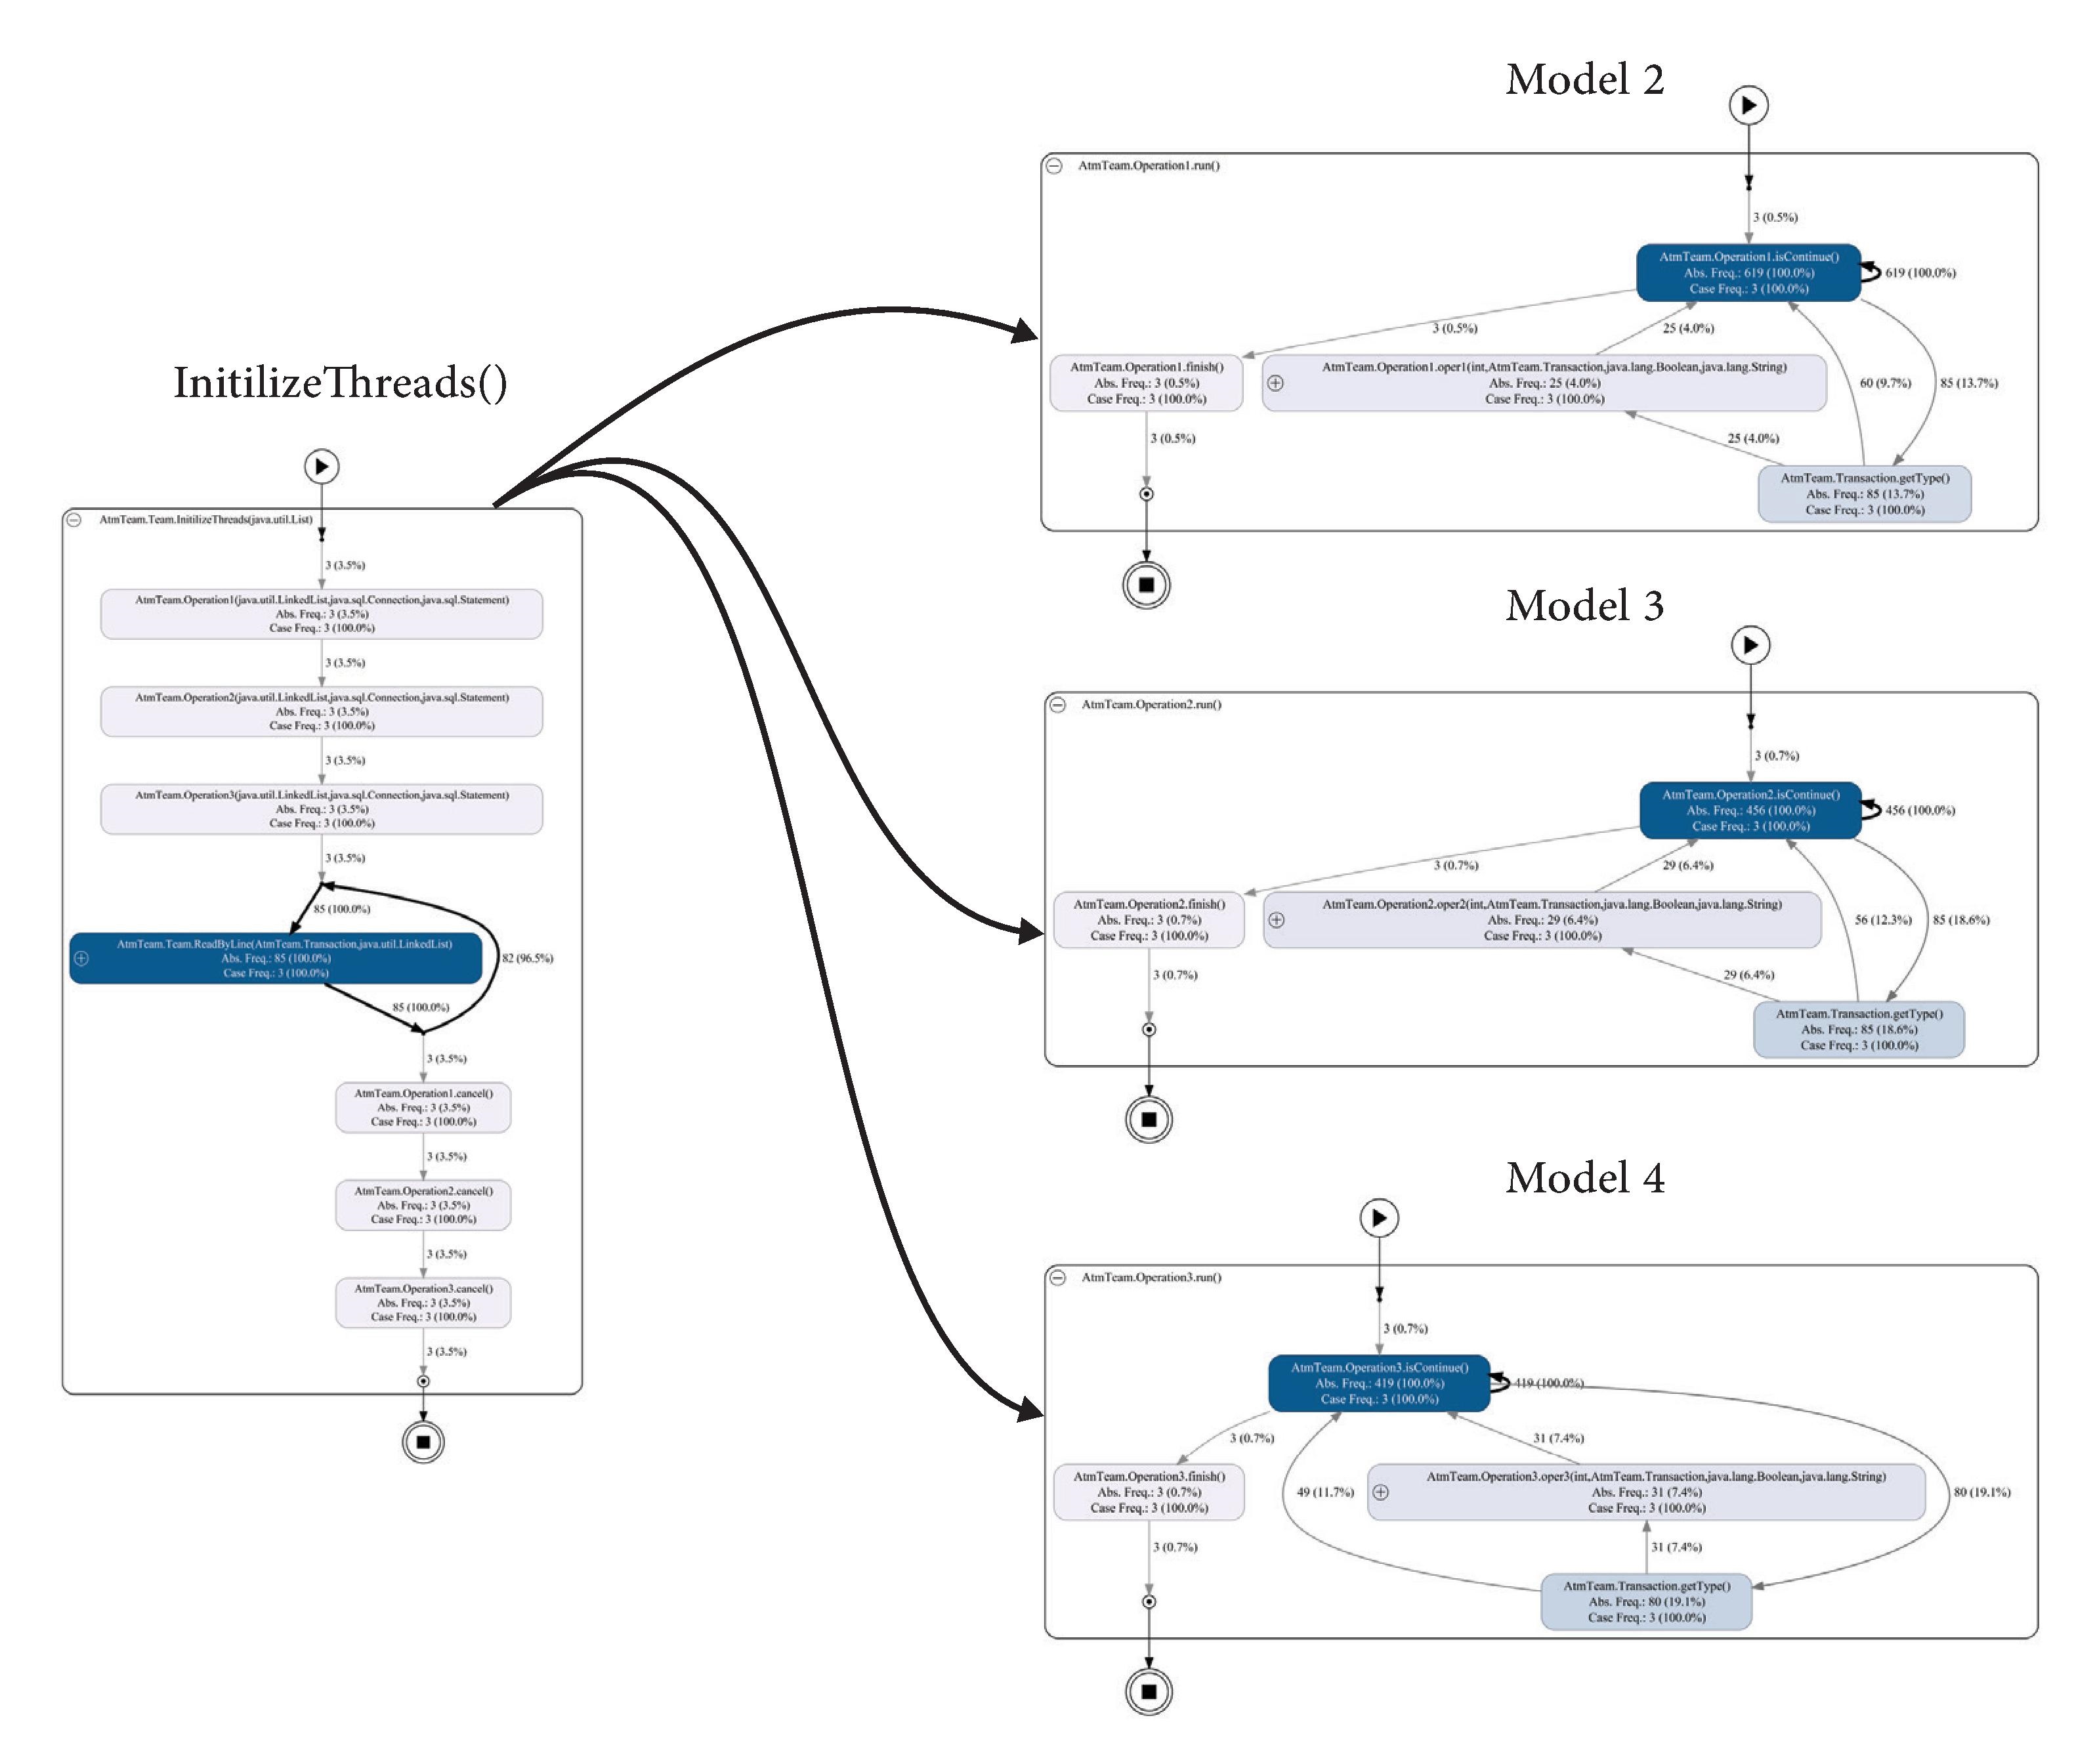 InitilizeThreads()
AtmTeam.Team.InitilizeThreads(java.util.List)
3 (3.5%)
AtmTeam.Operation1(java.util.LinkedList,java.sql.Connection,java.sql.Statement)
Abs. Freq.: 3 (3.5%)
Case Freq.: 3 (100.0%)
3 (3.5%)
AtmTeam.Operation2(java.util.LinkedList,java.sql.Connection,java.sql.Statement)
Abs. Freq.: 3 (3.5%)
Case Freq.: 3 (100.0%)
3 (3.5%)
AtmTeam.Operation3(java.util.LinkedList,java.sql.Connection,java.sql.Statement)
Abs. Freq.: 3 (3.5%)
Case Freq.: 3 (100.0%)
3 (3.5%)
85 (100.0%)
AtmTeam.Team.ReadByLine(AtmTeam.Transaction,java.util.LinkedList)
Abs. Freq.: 85 (100.0%)
Case Freq.: 3 (100.0%)
82 (96.5%)
85 (100.0%)
3 (3.5%)
AtmTeam.Operation1.cancel()
Abs. Freq.: 3 (3.5%)
Case Freq.: 3 (100.0%)
3 (3.5%)
AtmTeam.Operation2.cancel()
Abs. Freq.: 3 (3.5%)
Case Freq.: 3 (100.0%)
3 (3.5%)
AtmTeam.Operation3.cancel()
Abs. Freq.: 3 (3.5%)
Case Freq.: 3 (100.0%)
3 (3.5%)
Model 2
AtmTeam.Operation1.run()
3 (0.5%)
AtmTeam.Operation1.isContinue()
Abs. Freq.: 619 (100.0%)
Case Freq.: 3 (100.0%)
619 (100.0%)
3 (0.5%)
25 (4.0%)
AtmTeam.Operation1.finish()
Abs. Freq.: 3 (0.5%)
Case Freq.: 3 (100.0%)
AtmTeam.Operation1.oper1(int,AtmTeam.Transaction,java.lang.Boolean,java.lang.String)
Abs. Freq.: 25 (4.0%)
Case Freq.: 3 (100.0%)
60 (9.7%)
85 (13.7%)
3 (0.5%)
25 (4.0%)
AtmTeam.Transaction.getType()
Abs. Freq.: 85 (13.7%)
Case Freq.: 3 (100.0%)
Model 3
AtmTeam.Operation2.run()
3 (0.7%)
AtmTeam.Operation2.isContinue()
Abs. Freq.: 456 (100.0%)
Case Freq.: 3 (100.0%)
456 (100.0%)
3 (0.7%)
29 (6.4%)
AtmTeam.Operation2.finish()
Abs. Freq.: 3 (0.7%)
Case Freq.: 3 (100.0%)
AtmTeam.Operation2.oper2(int,AtmTeam.Transaction,java.lang.Boolean,java.lang.String)
Abs. Freq.: 29 (6.4%)
Case Freq.: 3 (100.0%)
56 (12.3%)
85 (18.6%)
3 (0.7%)
29 (6.4%)
AtmTeam.Transaction.getType()
Abs. Freq.: 85 (18.6%)
Case Freq.: 3 (100.0%)
Model 4
AtmTeam.Operation3.run()
3 (0.7%)
AtmTeam.Operation3.isContinue()
Abs. Freq.: 419 (100.0%)
Case Freq.: 3 (100.0%)
419 (100.0%)
3 (0.7%)
31 (7.4%)
AtmTeam.Operation3.finish()
Abs. Freq.: 3 (0.7%)
Case Freq.: 3 (100.0%)
49 (11.7%)
AtmTeam.Operation3.oper3(int,AtmTeam.Transaction,java.lang.Boolean,java.lang.String)
Abs. Freq.: 31 (7.4%)
Case Freq.: 3 (100.0%)
80 (19.1%)
3 (0.7%)
31 (7.4%)
AtmTeam.Transaction.getType()
Abs. Freq.: 80 (19.1%)
Case Freq.: 3 (100.0%)